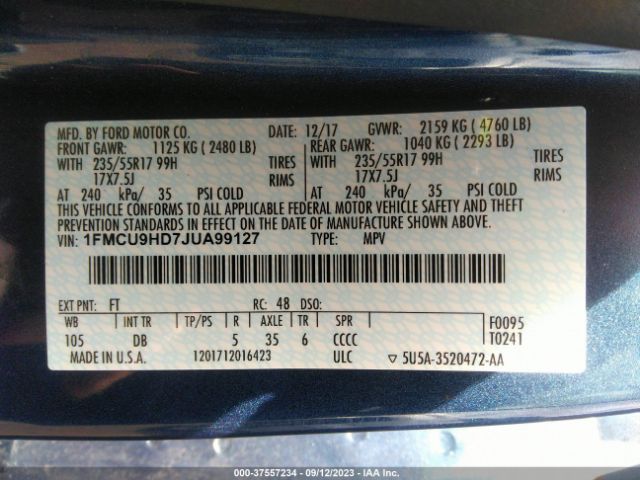 MFD. BY FORD MOTOR CO. DATE: 12/17 GVWR: 2159 KG ( 4760 LB)
FRONT GAWR: 1125 KG ( 2480 LB) REAR GAWR: 1040 KG ( 2293 LB)
WITH 235/55R17 99H TIRES WITH 235/55R17 99H TIRES
17X7.5J RIMS 17X7.5J RIMS
AT 240 kPa/ 35 PSI COLD AT 240 kPa/ 35 PSI COLD
THIS VEHICLE CONFORMS TO ALL APPLICABLE FEDERAL MOTOR VEHICLE SAFETY AND THEFT
PREVENTION STANDARDS IN EFFECT ON THE DATE OF MANUFACTURE SHOWN ABOVE.
VIN: 1FMCU9HD7JUA99127 TYPE: MPV
EXT PNT: FT RC: 48 DSO:
WB INT TR TP/PS R AXLE TR SPR F0095
105 DB 5 35 6 CCCC T0241
MADE IN U.S.A. 1201712016423 ULC ▽ 5U5A-3520472-AA
000-37557234 - 09/12/2023 - IAA Inc.